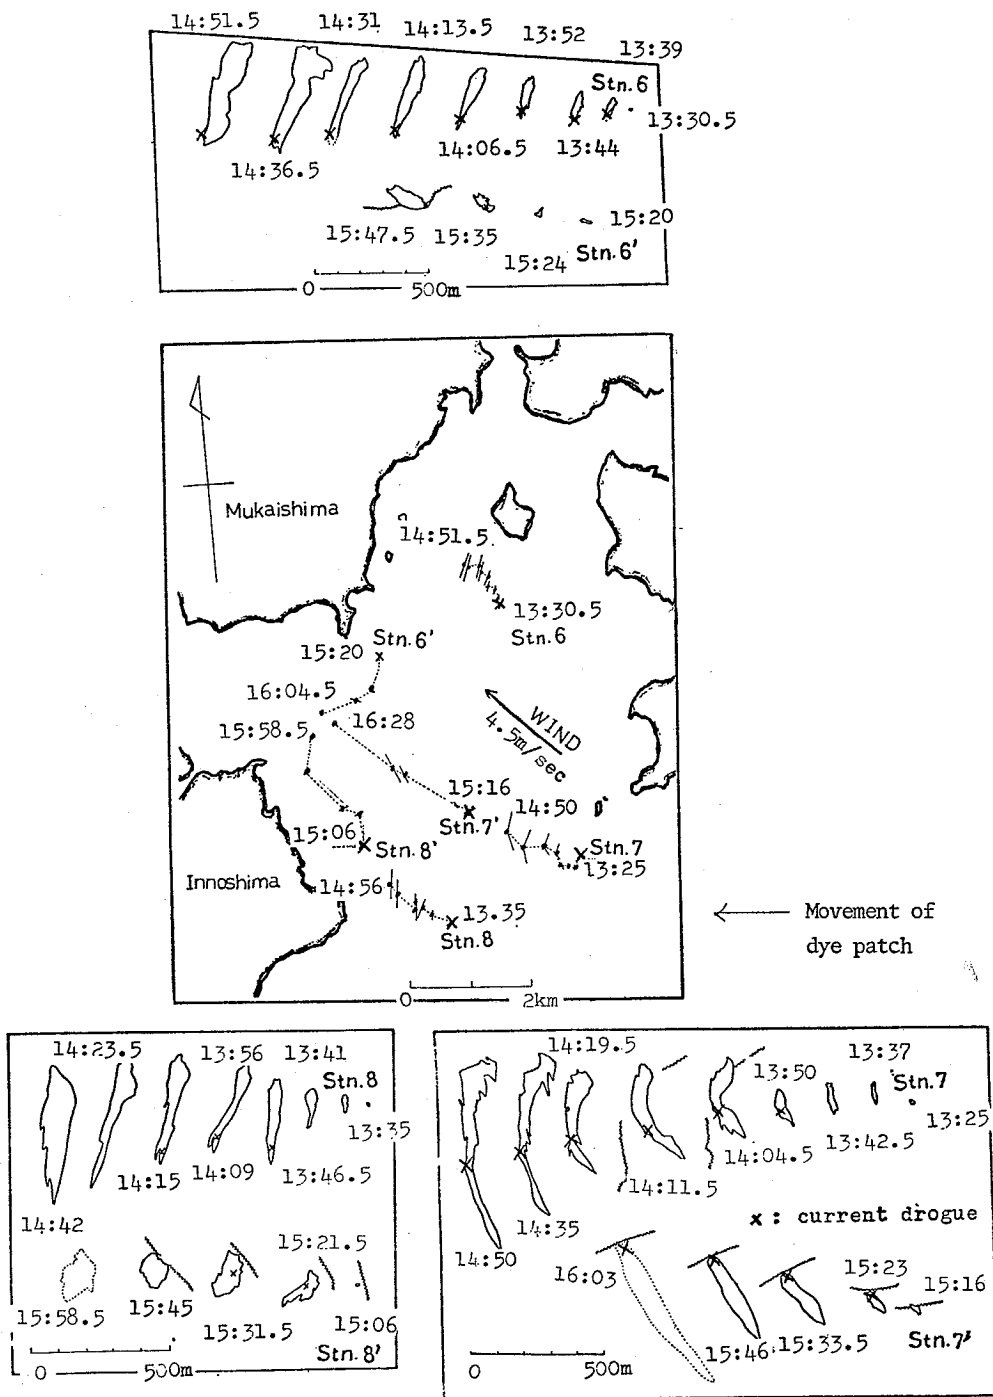 14:51.5 14:31 14:13.5 13:52 13:39
Stn.6
13:30.5
14:36.5 14:06.5 13:44
15:47.5 15:35 15:24 15:20
Stn.6'
0 500m
Mukaishima
14:51.5
13:30.5
Stn.6
Stn.6'
15:20
16:04.5
15:58.5 16:28
WIND
4.5m/sec
15:16 14:50
Stn.7'
Stn.7
13:25
15:06
Stn.8'
Innoshima
14:56
13.35
Stn.8
0 2km
Movement of
dye patch
14:23.5 13:56 13:41
Stn.8
13:35
14:15 14:09 13:46.5
14:42
15:21.5
15:58.5 15:45 15:31.5 15:06
Stn.8'
0 500m
14:19.5 13:37
13:50 Stn.7
13:25
14:04.5 13:42.5
14:11.5
14:35
14:50
x : current drogue
16:03 15:23 15:16
15:46 15:33.5 Stn.7'
0 500m